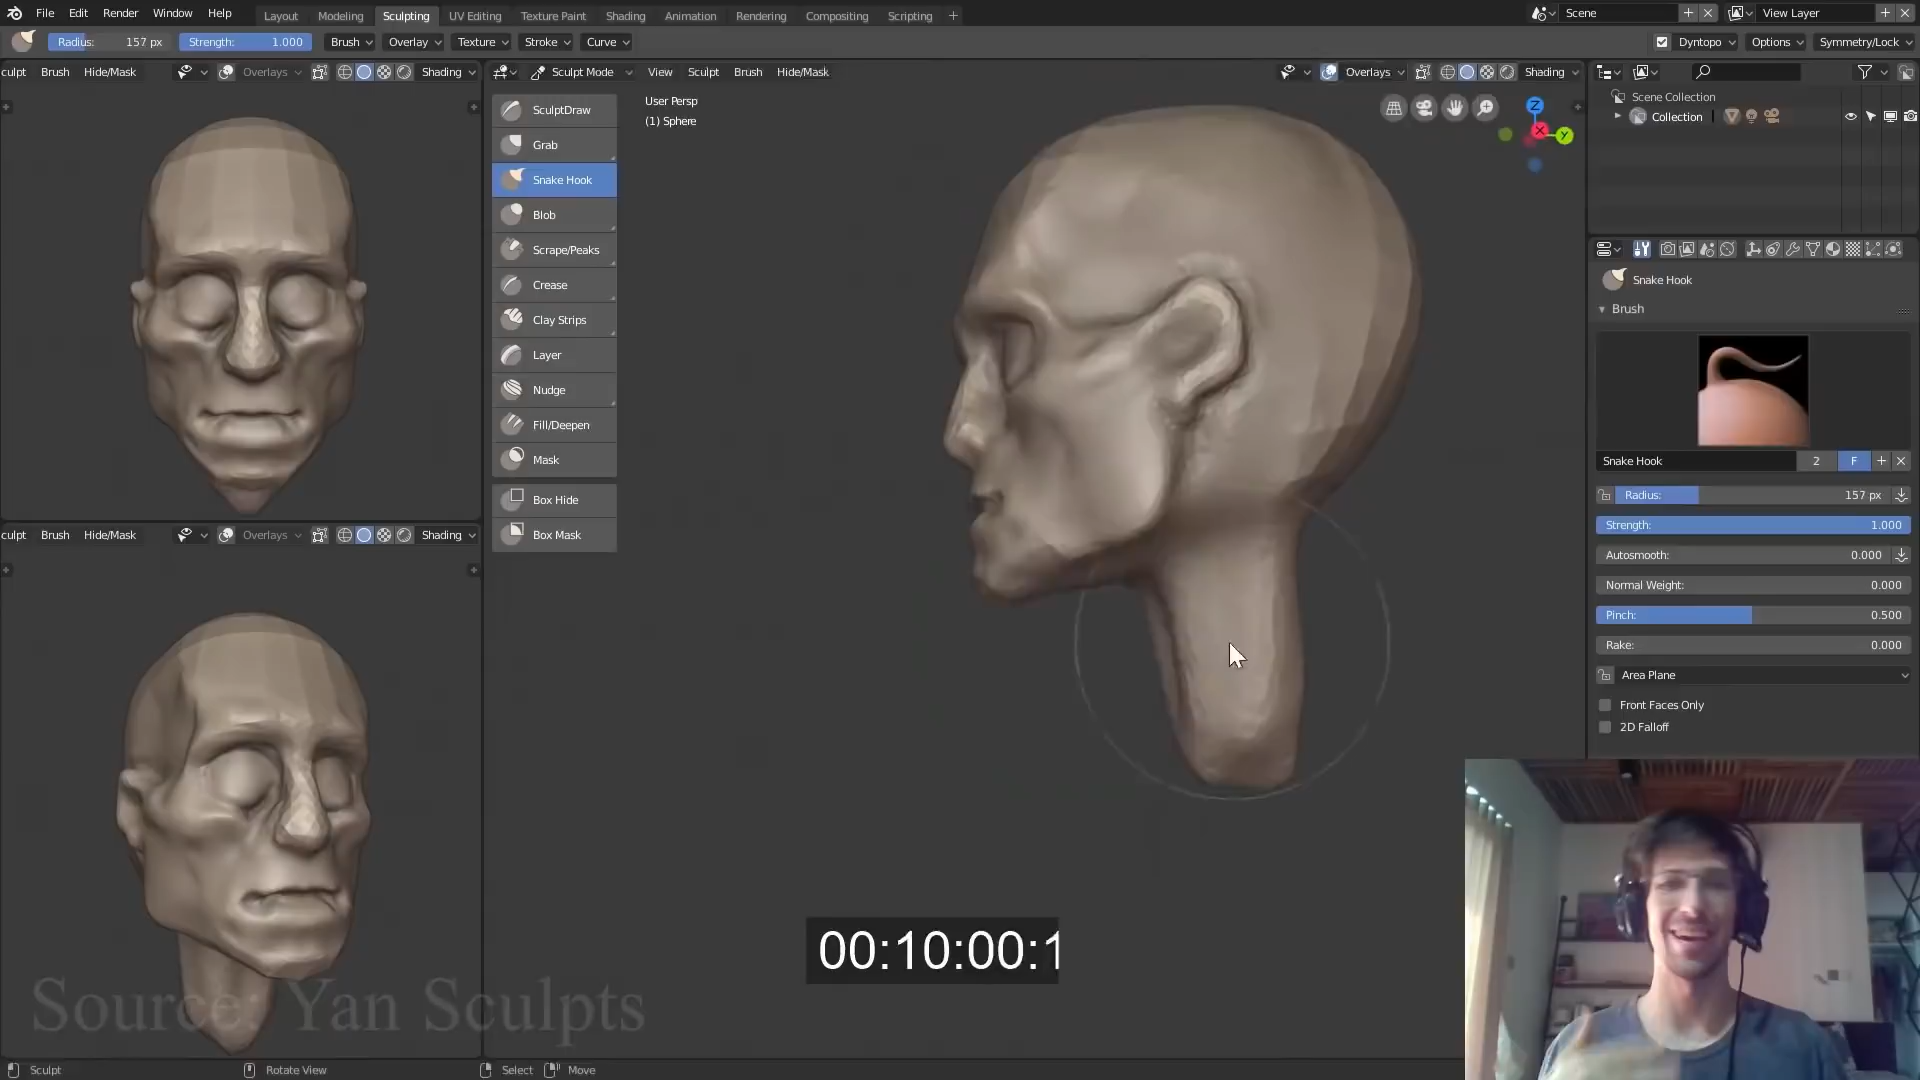 File Edit Render Window Help Layout Modeling Sculpting UV Editing Texture Paint Shading Animation Rendering Compositing Scripting + Scene View Layer
Radius: 157 px Strength: 1.000 Brush Overlay Texture Stroke Curve Dyntopo Options Symmetry/Lock
culpt Brush Hide/Mask Overlays Shading
Sculpt Mode View Sculpt Brush Hide/Mask Overlays Shading
User Persp
(1) Sphere
SculptDraw
Grab
Snake Hook
Blob
Scrape/Peaks
Crease
Clay Strips
Layer
Nudge
Fill/Deepen
Mask
Box Hide
Box Mask
Z
X
Y
Scene Collection
Collection
Snake Hook
Brush
Snake Hook 2 F
Radius: 157 px
Strength: 1.000
Autosmooth: 0.000
Normal Weight: 0.000
Pinch: 0.500
Rake: 0.000
Area Plane
Front Faces Only
2D Falloff
culpt Brush Hide/Mask Overlays Shading
00:10:00:1
Source: Yan Sculpts
Sculpt Rotate View Select Move